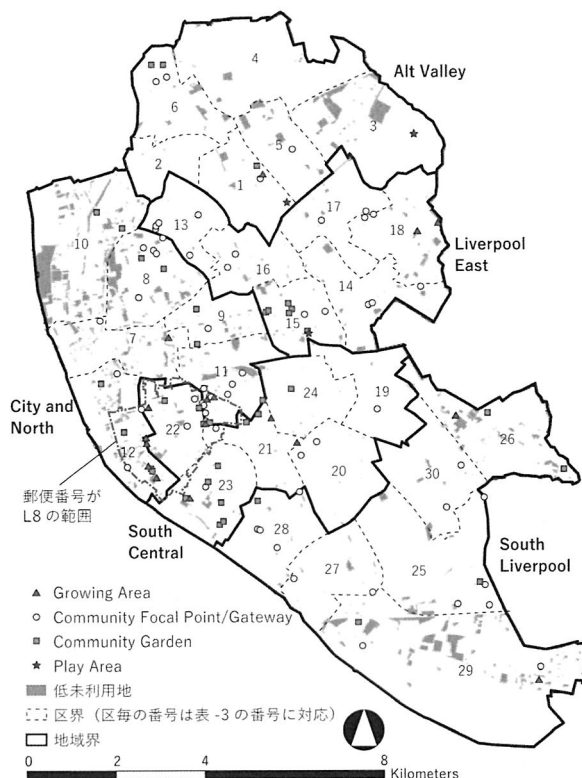 4
Alt Valley
6
3
5
2
1
17
13
18
10
Liverpool
East
16
8
14
9
15
7
11
24
19
City and
North
22
26
12
21
20
30
郵便番号が
L8 の範囲
23
South
Central
28
South
Liverpool
27
25
Growing Area
Community Focal Point/Gateway
Community Garden
29
Play Area
低未利用地
区界（区毎の番号は表 -3 の番号に対応）
地域界
0 2 4 8
Kilometers